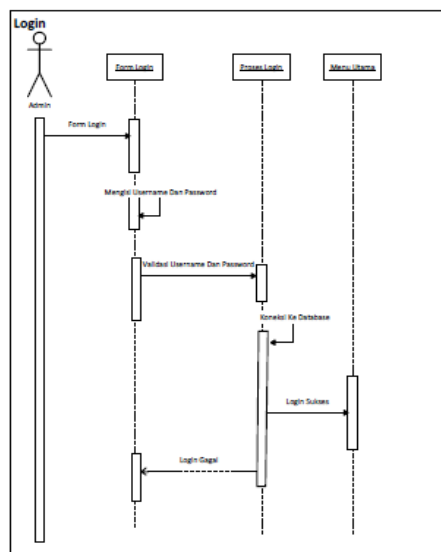 Login
Form Login
Proses Login
Menu Utama
Admin
Form Login
Mengisi Username Dan Password
Validasi Username Dan Password
Koneksi Ke Database
Login Sukses
Login Gagal